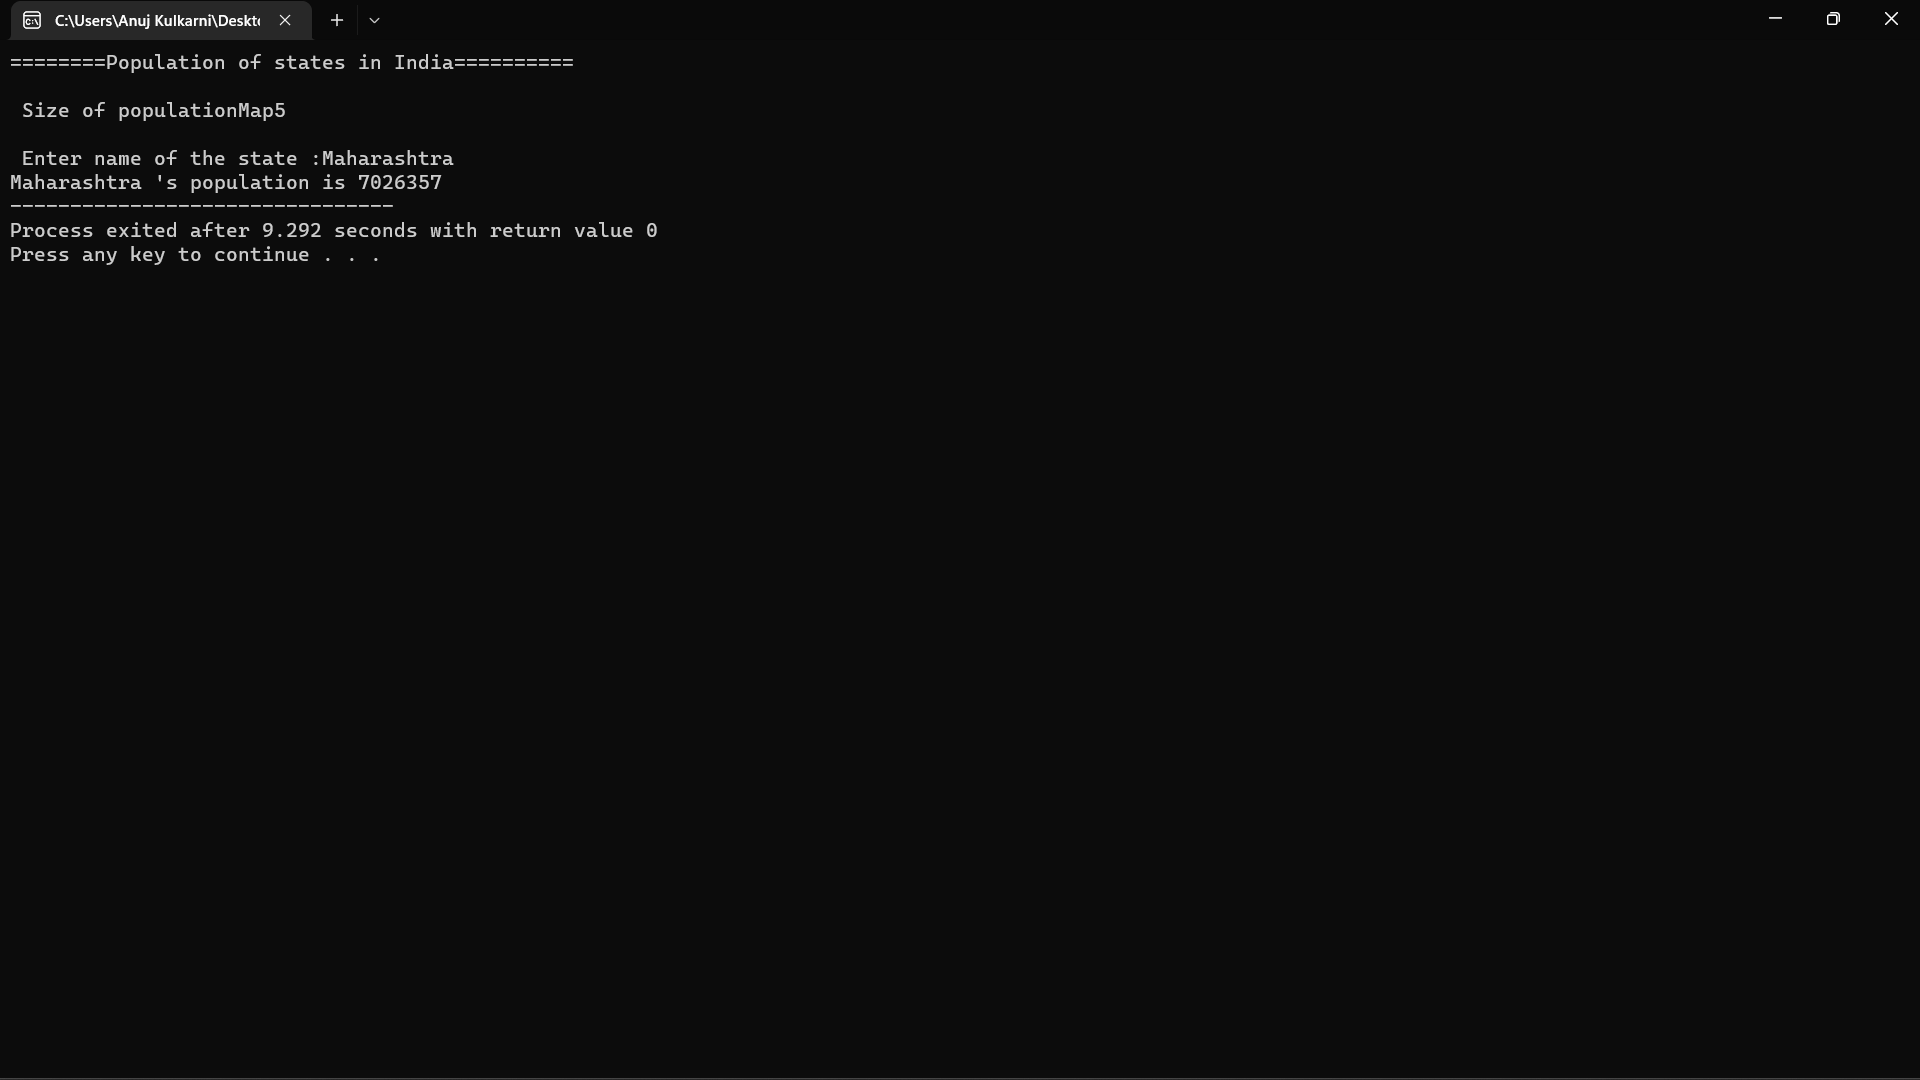 C:\Users\Anuj Kulkarni\Deskt
========Population of states in India==========
Size of populationMap5
Enter name of the state :Maharashtra
Maharashtra 's population is 7026357
--------------------------------
Process exited after 9.292 seconds with return value 0
Press any key to continue . . .